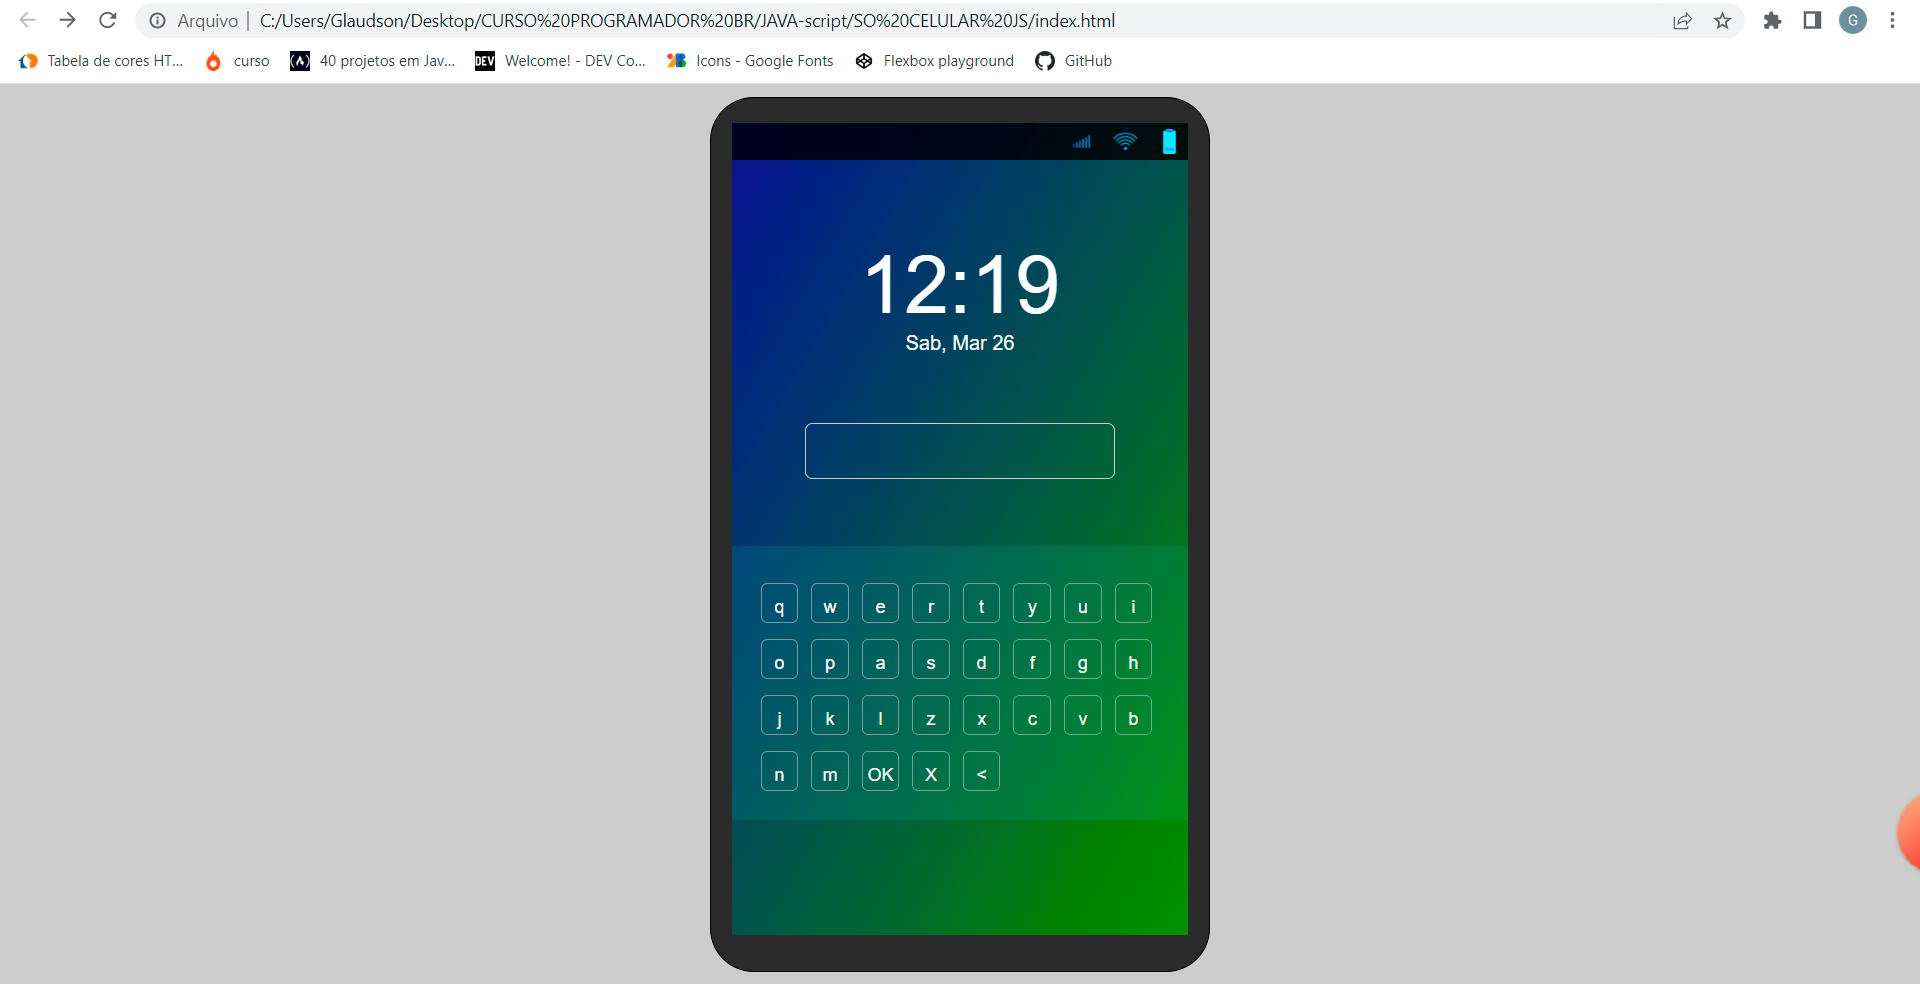 Arquivo | C:/Users/Glaudson/Desktop/CURSO%20PROGRAMADOR%20BR/JAVA-script/SO%20CELULAR%20JS/index.html G
Tabela de cores HT... curso 40 projetos em Jav... DEV Welcome! - DEV Co... Icons - Google Fonts Flexbox playground GitHub
12:19
Sab, Mar 26
q w e r t y u i
o p a s d f g h
j k l z x c v b
n m OK X <